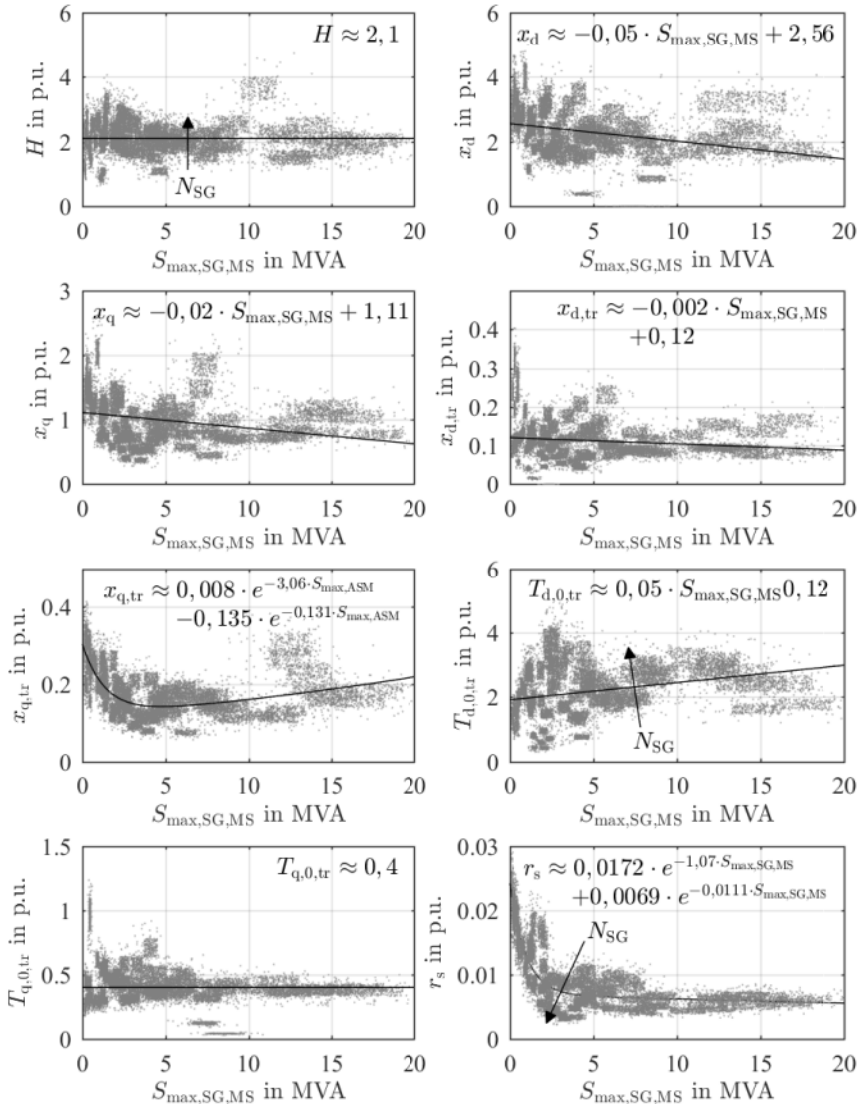 H ≈ 2,1
H in p.u.
6
4
2
0
N_SG
0 5 10 15 20
S_max,SG,MS in MVA
x_d ≈ −0,05 · S_max,SG,MS + 2,56
x_d in p.u.
6
4
2
0
0 5 10 15 20
S_max,SG,MS in MVA
x_q ≈ −0,02 · S_max,SG,MS + 1,11
x_q in p.u.
3
2
1
0
0 5 10 15 20
S_max,SG,MS in MVA
x_d,tr ≈ −0,002 · S_max,SG,MS
+0,12
x_d,tr in p.u.
0.4
0.3
0.2
0.1
0
0 5 10 15 20
S_max,SG,MS in MVA
x_q,tr ≈ 0,008 · e^−3,06·S_max,ASM
−0,135 · e^−0,131·S_max,ASM
x_q,tr in p.u.
0.4
0.2
0
0 5 10 15 20
S_max,SG,MS in MVA
T_d,0,tr ≈ 0,05 · S_max,SG,MS 0,12
T_d,0,tr in p.u.
6
4
2
0
N_SG
0 5 10 15 20
S_max,SG,MS in MVA
T_q,0,tr ≈ 0,4
T_q,0,tr in p.u.
1.5
1
0.5
0
0 5 10 15 20
S_max,SG,MS in MVA
r_s ≈ 0,0172 · e^−1,07·S_max,SG,MS
+0,0069 · e^−0,0111·S_max,SG,MS
r_s in p.u.
0.03
0.02
0.01
0
N_SG
0 5 10 15 20
S_max,SG,MS in MVA